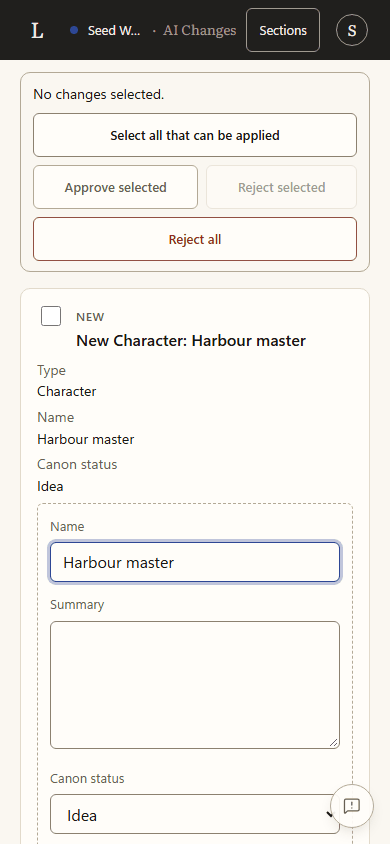 L
Seed W... · AI Changes
Sections
S
No changes selected.
Select all that can be applied
Approve selected
Reject selected
Reject all
NEW
New Character: Harbour master
Type
Character
Name
Harbour master
Canon status
Idea
Name
Harbour master
Summary
Canon status
Idea